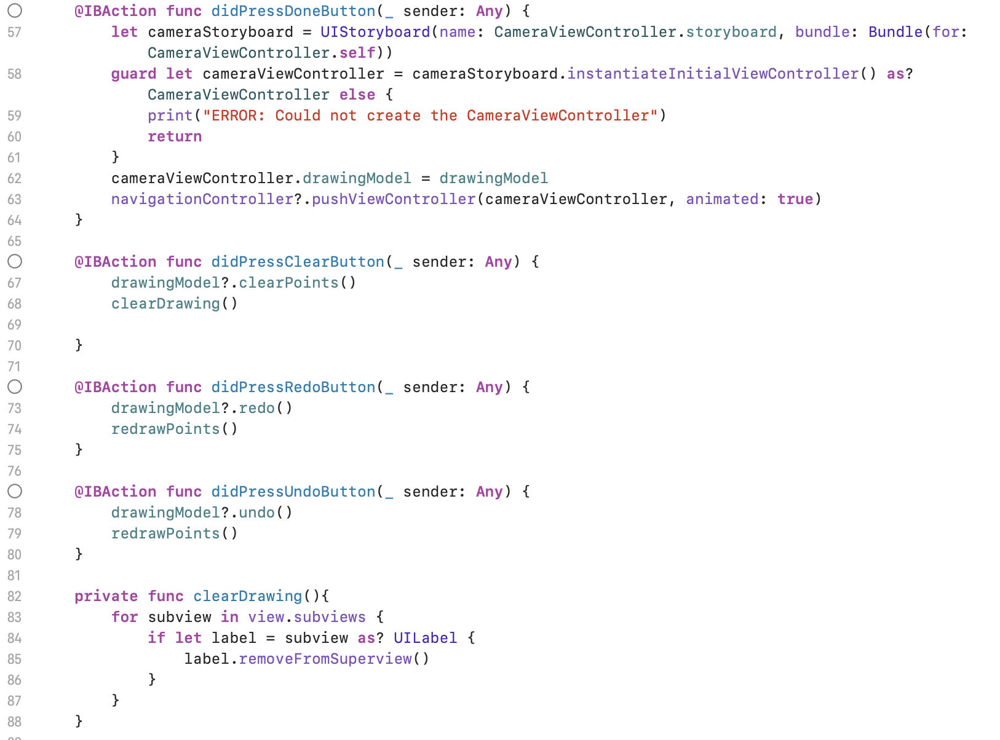 @IBAction func didPressDoneButton(_ sender: Any) {
57 let cameraStoryboard = UIStoryboard(name: CameraViewController.storyboard, bundle: Bundle(for:
CameraViewController.self))
58 guard let cameraViewController = cameraStoryboard.instantiateInitialViewController() as?
CameraViewController else {
59 print("ERROR: Could not create the CameraViewController")
60 return
61 }
62 cameraViewController.drawingModel = drawingModel
63 navigationController?.pushViewController(cameraViewController, animated: true)
64 }
65
@IBAction func didPressClearButton(_ sender: Any) {
67 drawingModel?.clearPoints()
68 clearDrawing()
69
70 }
71
@IBAction func didPressRedoButton(_ sender: Any) {
73 drawingModel?.redo()
74 redrawPoints()
75 }
76
@IBAction func didPressUndoButton(_ sender: Any) {
78 drawingModel?.undo()
79 redrawPoints()
80 }
81
82 private func clearDrawing(){
83 for subview in view.subviews {
84 if let label = subview as? UILabel {
85 label.removeFromSuperview()
86 }
87 }
88 }